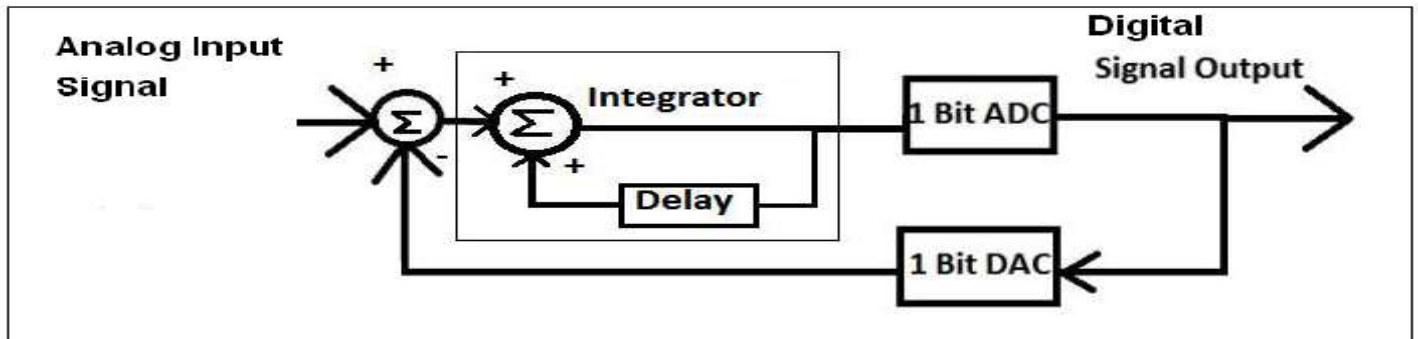 Analog Input
Signal
+
Σ
-
+
Σ
+
Integrator
Delay
1 Bit ADC
1 Bit DAC
Digital
Signal Output